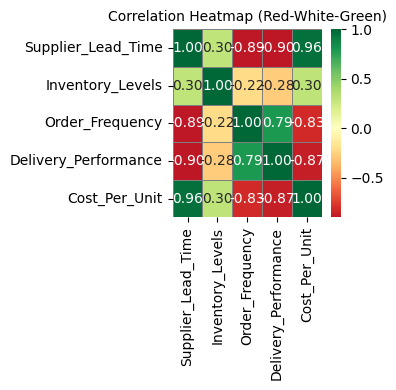 Correlation Heatmap (Red-White-Green)
Supplier_Lead_Time 1.00 0.30 -0.89 -0.90 0.96
Inventory_Levels 0.30 1.00 -0.22 -0.28 0.30
Order_Frequency -0.89 -0.22 1.00 0.79 -0.83
Delivery_Performance -0.90 -0.28 0.79 1.00 -0.87
Cost_Per_Unit 0.96 0.30 -0.83 -0.87 1.00
Supplier_Lead_Time
Inventory_Levels
Order_Frequency
Delivery_Performance
Cost_Per_Unit
1.0
0.5
0.0
−0.5